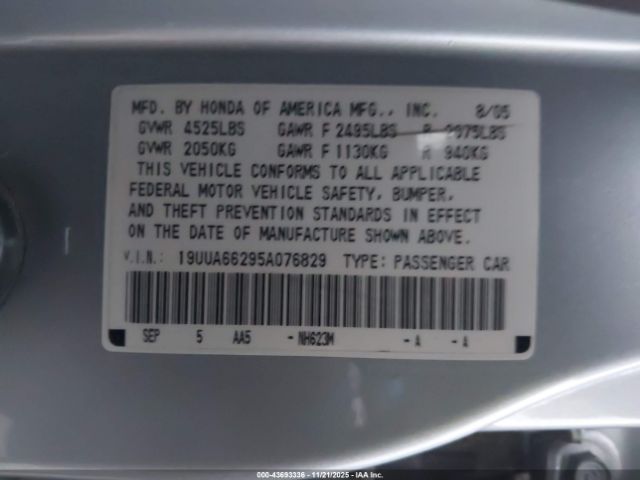 MFD. BY HONDA OF AMERICA MFG., INC. 8/05
GVWR 4525LBS GAWR F 2495LBS R 2075LBS
GVWR 2050KG GAWR F 1130KG R 940KG
THIS VEHICLE CONFORMS TO ALL APPLICABLE
FEDERAL MOTOR VEHICLE SAFETY, BUMPER,
AND THEFT PREVENTION STANDARDS IN EFFECT
ON THE DATE OF MANUFACTURE SHOWN ABOVE.
V.I.N.: 19UUA66295A076829 TYPE: PASSENGER CAR
SEP 5 AA5 -NH623M -A -A
000-43693336 - 11/21/2025 - IAAI.com